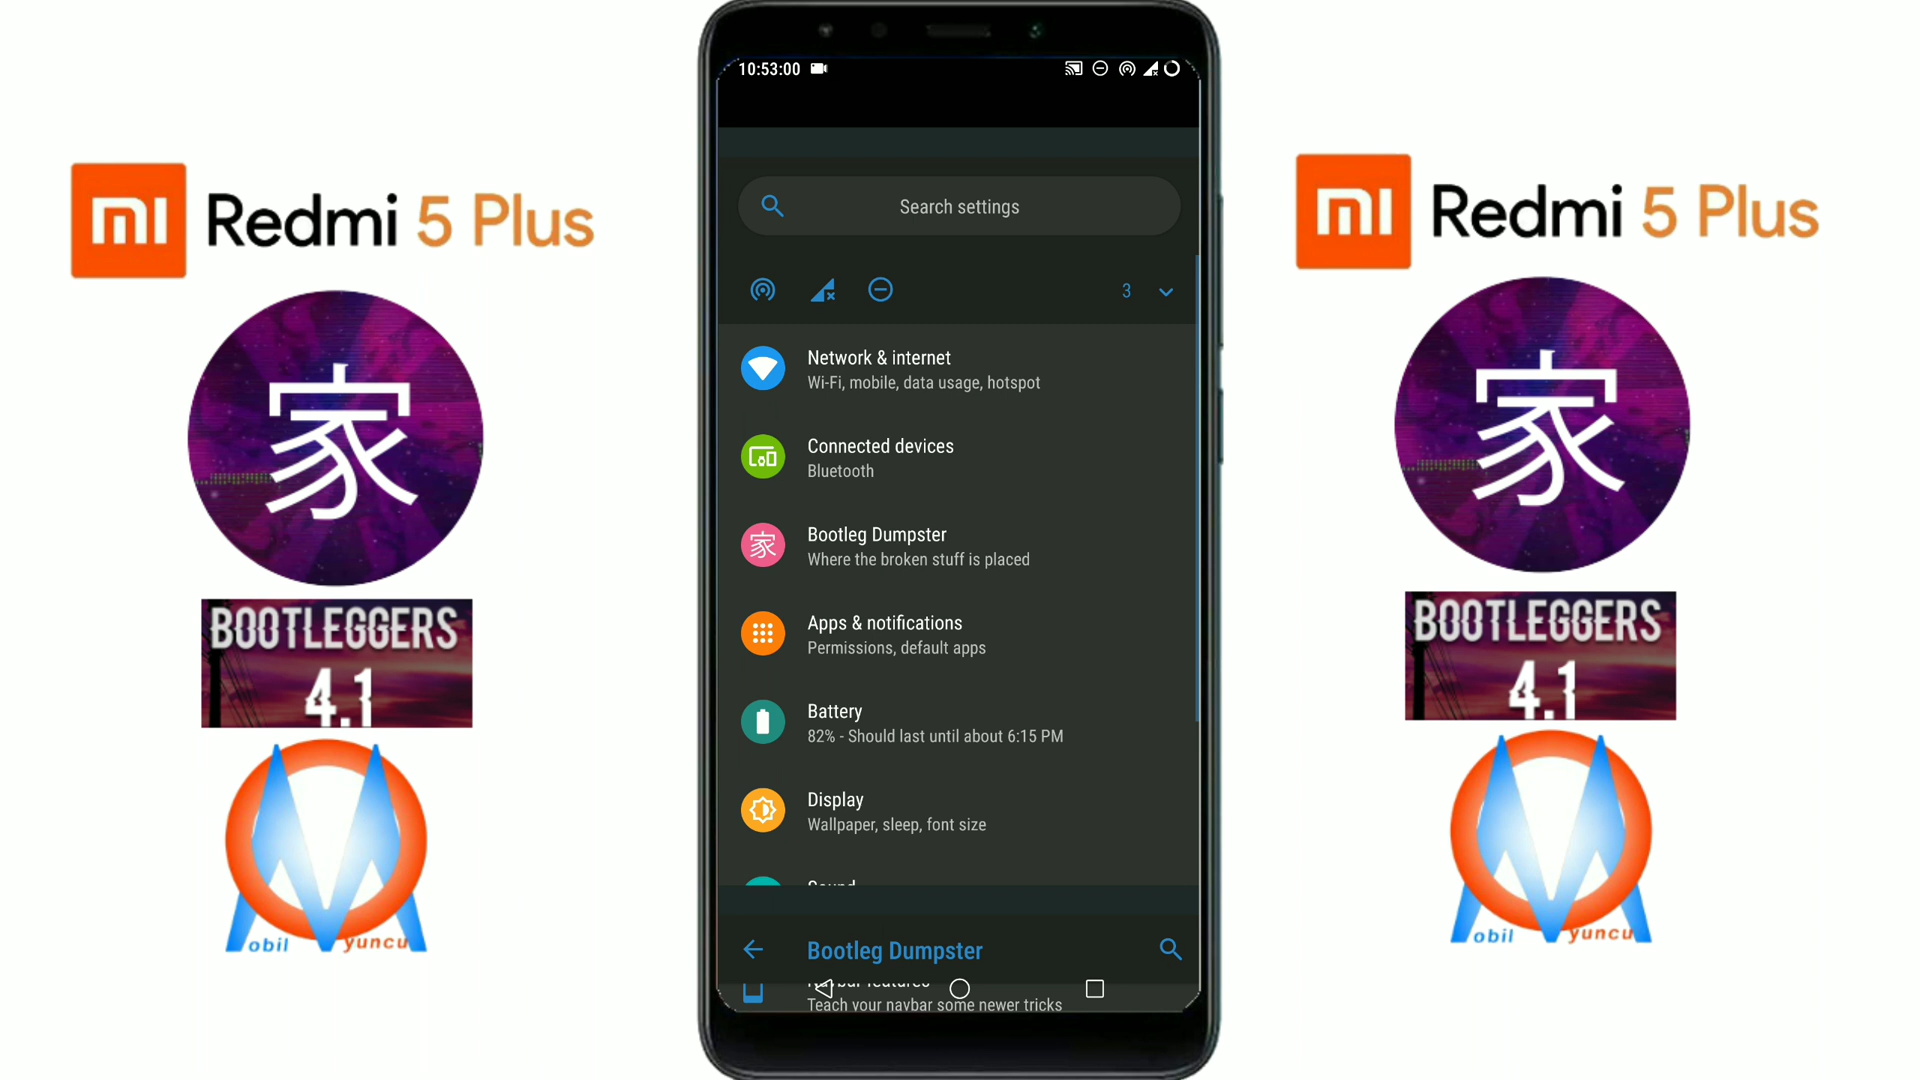 Redmi 5 Plus
家
BOOTLEGGERS
4.1
obil yuncu
10:53:00
Search settings
3
Network & internet
Wi-Fi, mobile, data usage, hotspot
Connected devices
Bluetooth
家
Bootleg Dumpster
Where the broken stuff is placed
Apps & notifications
Permissions, default apps
Battery
82% - Should last until about 6:15 PM
Display
Wallpaper, sleep, font size
Sound
Bootleg Dumpster
Navbar features
Teach your navbar some newer tricks
Redmi 5 Plus
家
BOOTLEGGERS
4.1
obil yuncu